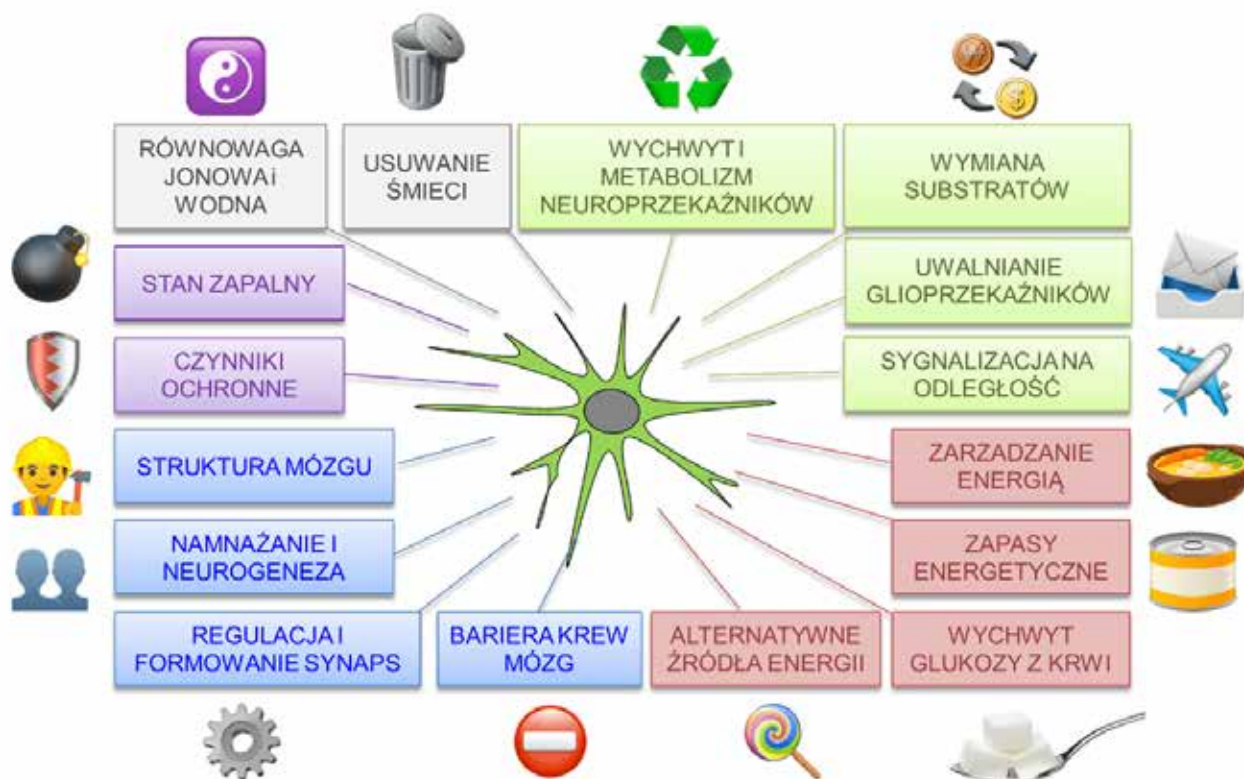 RÓWNOWAGA
JONOWA i
WODNA
USUWANIE
ŚMIECI
WYCHWYT I
METABOLIZM
NEUROPRZEKAŹNIKÓW
WYMIANA
SUBSTRATÓW
STAN ZAPALNY
UWALNIANIE
GLIOPRZEKAŹNIKÓW
CZYNNIKI
OCHRONNE
SYGNALIZACJA NA
ODLEGŁOŚĆ
STRUKTURA MÓZGU
ZARZADZANIE
ENERGIĄ
NAMNAŻANIE I
NEUROGENEZA
ZAPASY
ENERGETYCZNE
REGULACJA I
FORMOWANIE SYNAPS
BARIERA KREW
MÓZG
ALTERNATYWNE
ŹRÓDŁA ENERGII
WYCHWYT
GLUKOZY Z KRWI